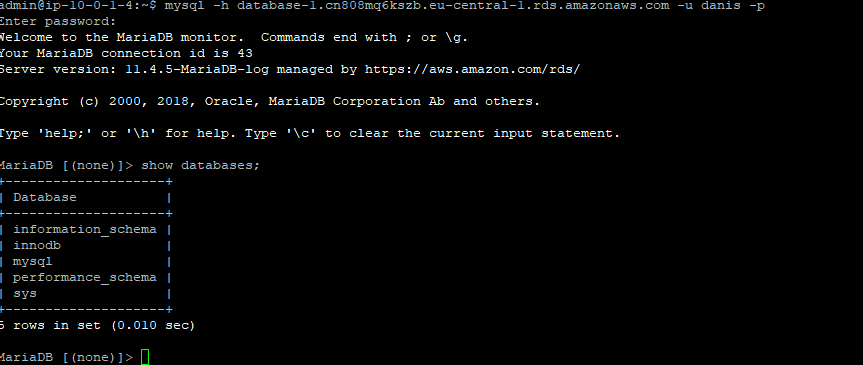 admin@ip-10-0-1-4:~$ mysql -h database-1.cn808mq6kszb.eu-central-1.rds.amazonaws.com -u danis -p
Enter password:
Welcome to the MariaDB monitor.  Commands end with ; or \g.
Your MariaDB connection id is 43
Server version: 11.4.5-MariaDB-log managed by https://aws.amazon.com/rds/

Copyright (c) 2000, 2018, Oracle, MariaDB Corporation Ab and others.

Type 'help;' or '\h' for help. Type '\c' to clear the current input statement.

MariaDB [(none)]> show databases;
+--------------------+
| Database           |
+--------------------+
| information_schema |
| innodb             |
| mysql              |
| performance_schema |
| sys                |
+--------------------+
5 rows in set (0.010 sec)

MariaDB [(none)]>